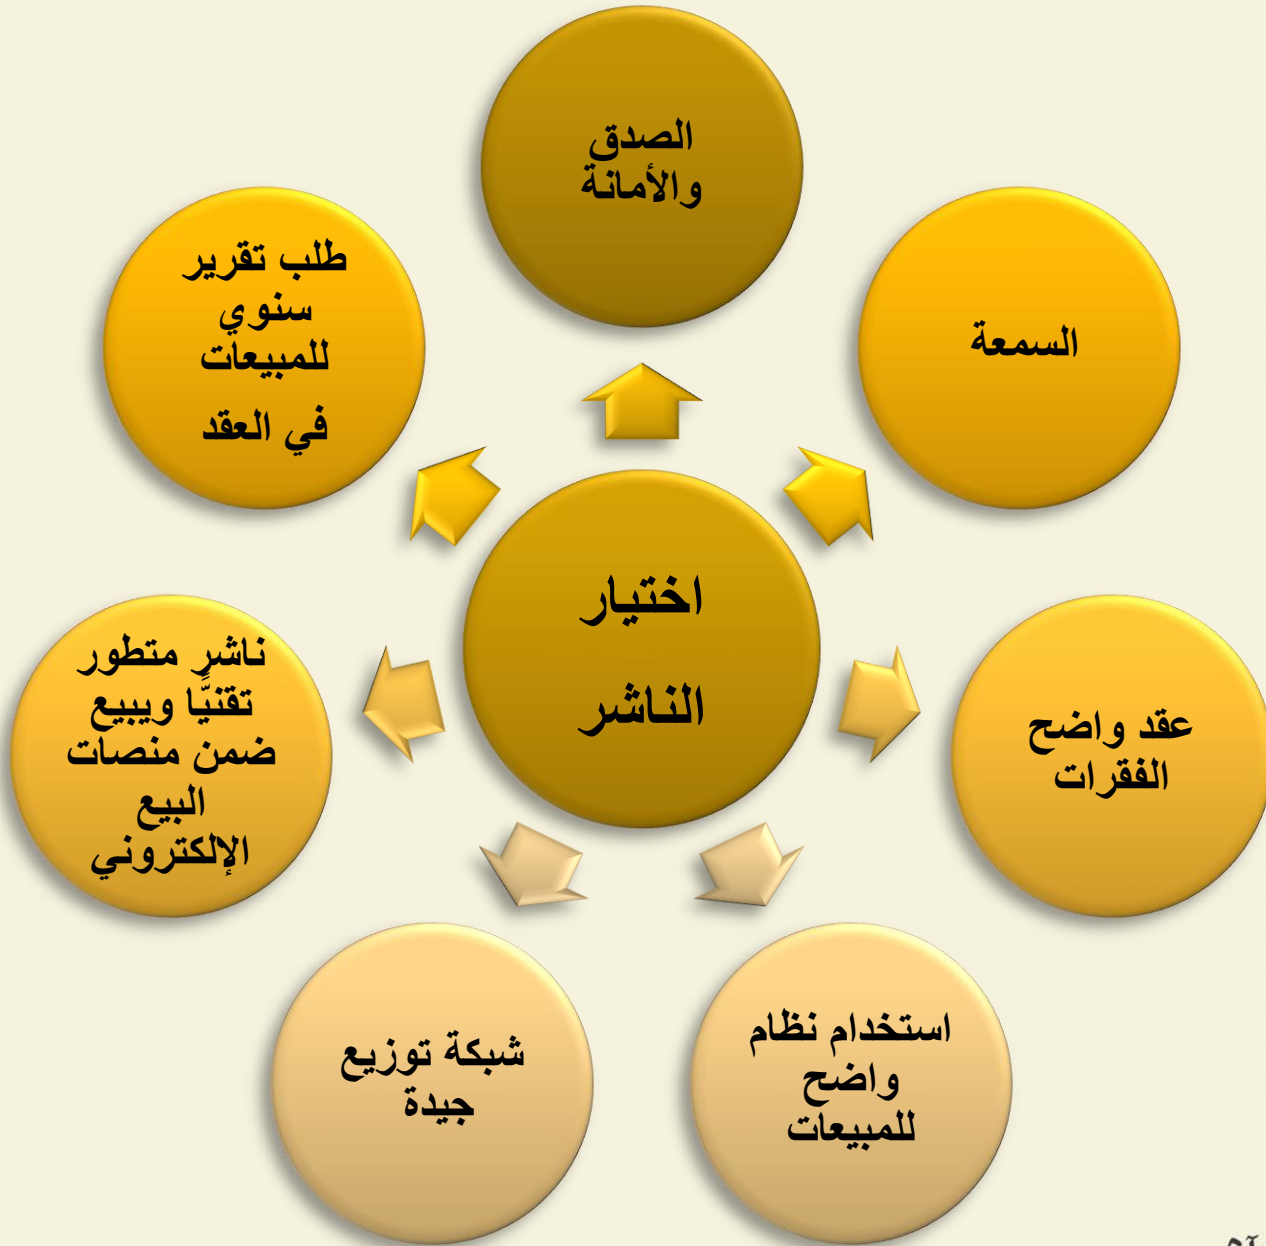 اختيار
الناشر
الصدق
والأمانة
السمعة
عقد واضح
الفقرات
استخدام نظام
واضح
للمبيعات
شبكة توزيع
جيدة
ناشر متطور
تقنيًّا ويبيع
ضمن منصات
البيع
الإلكتروني
طلب تقرير
سنوي
للمبيعات
في العقد